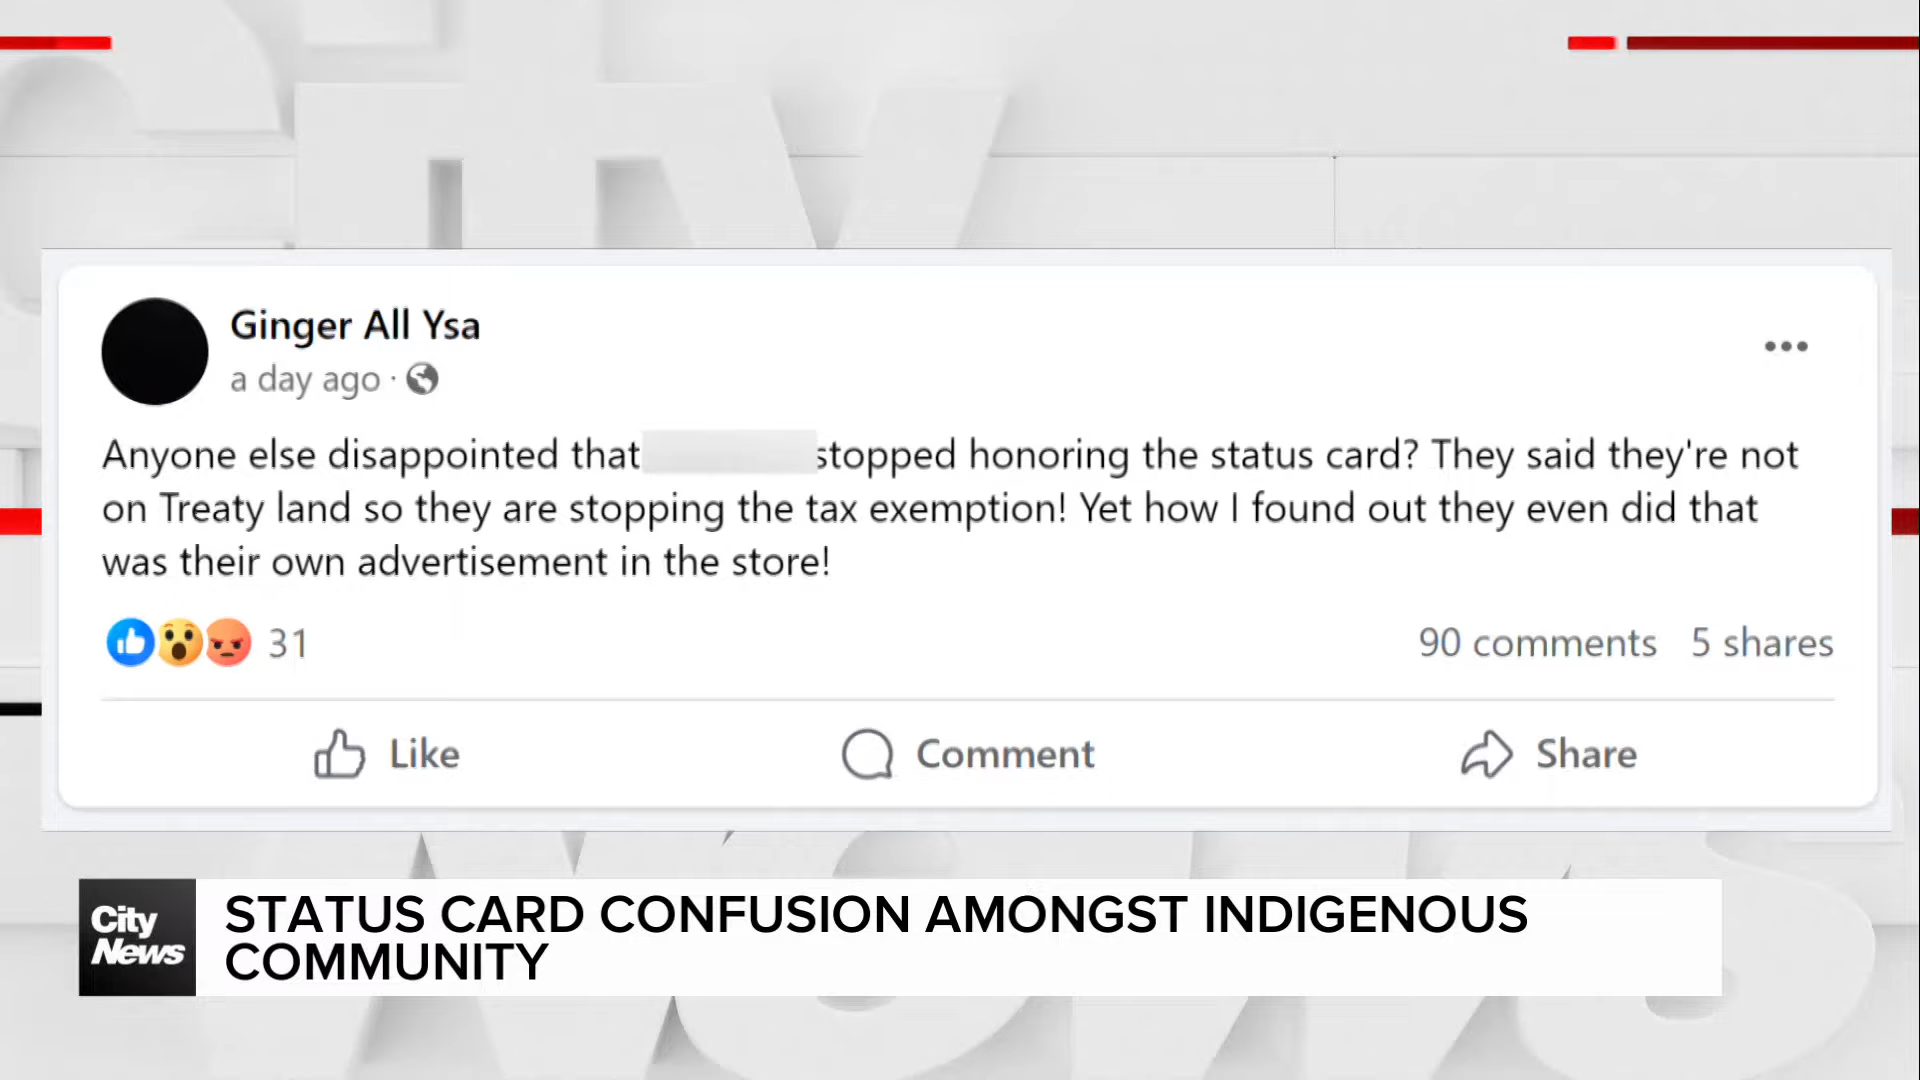 Ginger All Ysa
a day ago ·
Anyone else disappointed that stopped honoring the status card? They said they're not
on Treaty land so they are stopping the tax exemption! Yet how I found out they even did that
was their own advertisement in the store!
31
90 comments 5 shares
Like Comment Share
City
News
STATUS CARD CONFUSION AMONGST INDIGENOUS
COMMUNITY